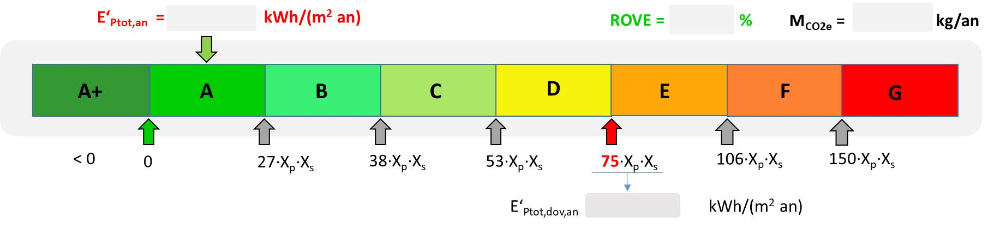 E‘Ptot,an = kWh/(m² an) ROVE = % MCO2e = kg/an
A+ A B C D E F G
< 0 0 27·Xp·Xs 38·Xp·Xs 53·Xp·Xs 75·Xp·Xs 106·Xp·Xs 150·Xp·Xs
E‘Ptot,dov,an kWh/(m² an)